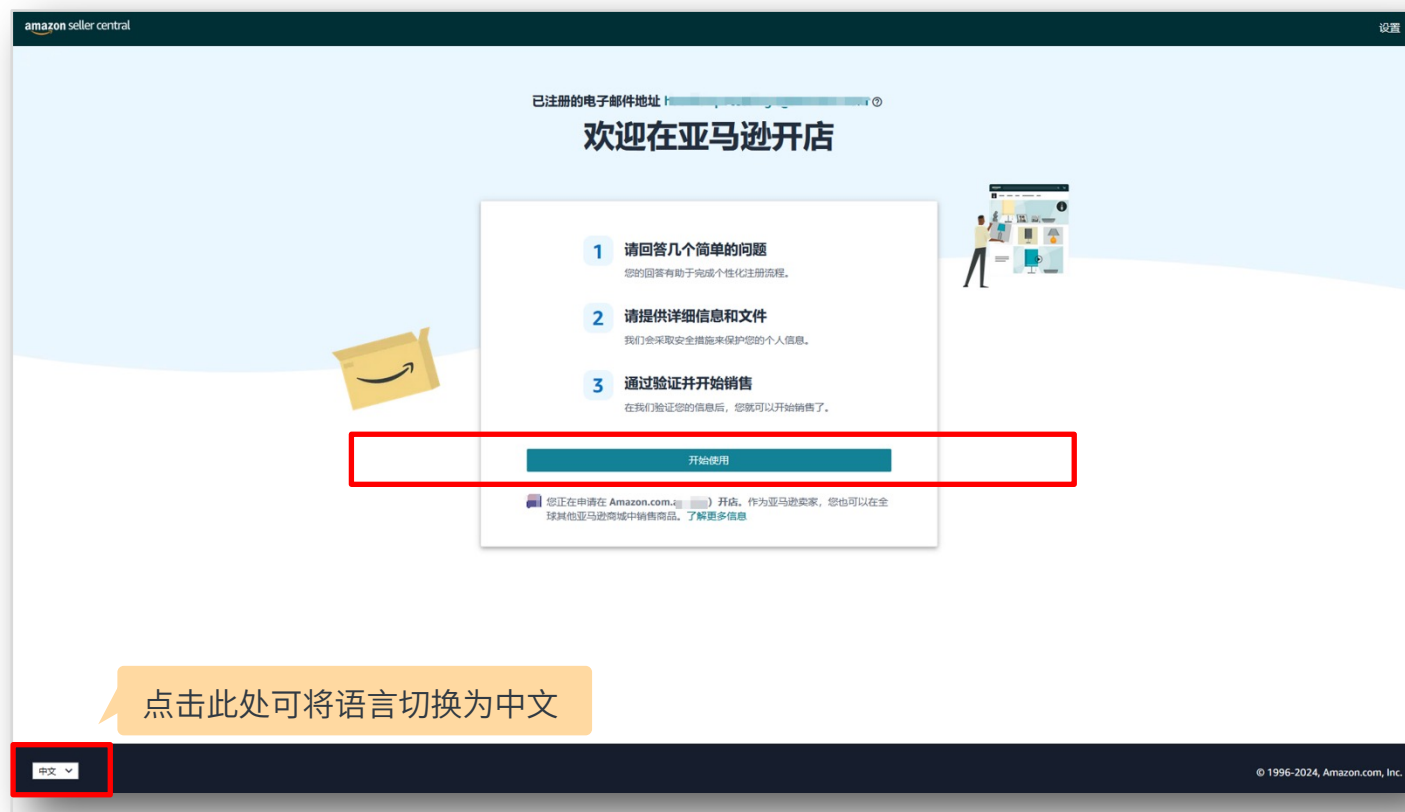 amazon seller central
设置
已注册的电子邮件地址
欢迎在亚马逊开店
1 请回答几个简单的问题
您的回答有助于完成个性化注册流程。
2 请提供详细信息和文件
我们会采取安全措施来保护您的个人信息。
3 通过验证并开始销售
在我们验证您的信息后，您就可以开始销售了。
开始使用
您正在申请在 Amazon.com. ) 开店。作为亚马逊卖家，您也可以在全
球其他亚马逊商城中销售商品。了解更多信息
点击此处可将语言切换为中文
中文
© 1996-2024, Amazon.com, Inc.